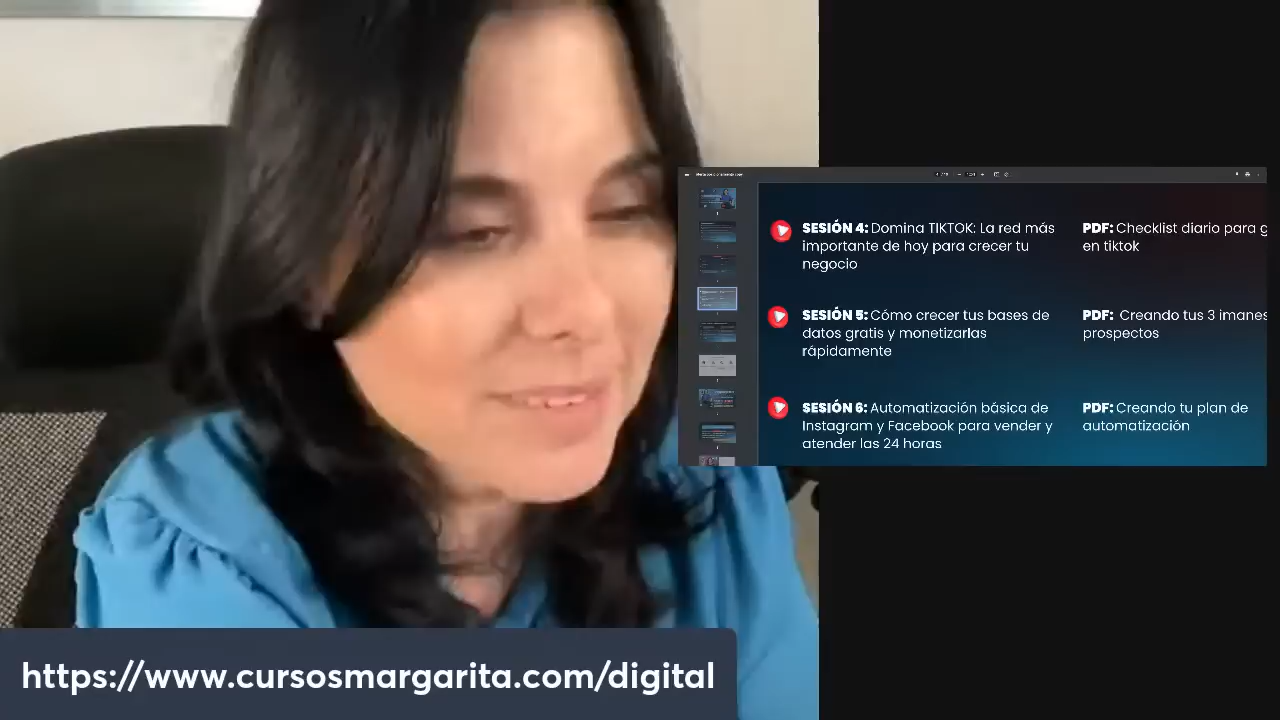 SESIÓN 4: Domina TIKTOK: La red más
importante de hoy para crecer tu
negocio
PDF: Checklist diario para g
en tiktok
SESIÓN 5: Cómo crecer tus bases de
datos gratis y monetizarlas
rápidamente
PDF: Creando tus 3 imanes
prospectos
SESIÓN 6: Automatización básica de
Instagram y Facebook para vender y
atender las 24 horas
PDF: Creando tu plan de
automatización
https://www.cursosmargarita.com/digital